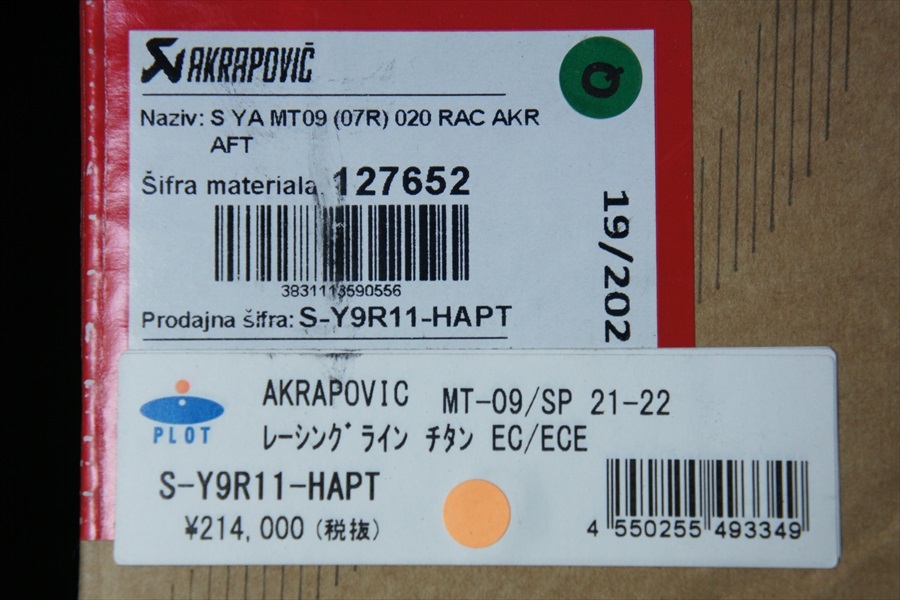 AKRAPOVIČ
Q
Naziv: S YA MT09 (07R) 020 RAC AKR
AFT
Šifra materiala: 127652
3831113590556
Prodajna šifra: S-Y9R11-HAPT
19/202
PLOT
AKRAPOVIC MT-09/SP 21-22
ﾚｰｼﾝｸﾞﾗｲﾝ ﾁﾀﾝ EC/ECE
S-Y9R11-HAPT
¥214,000(税抜)
4 550255 493349